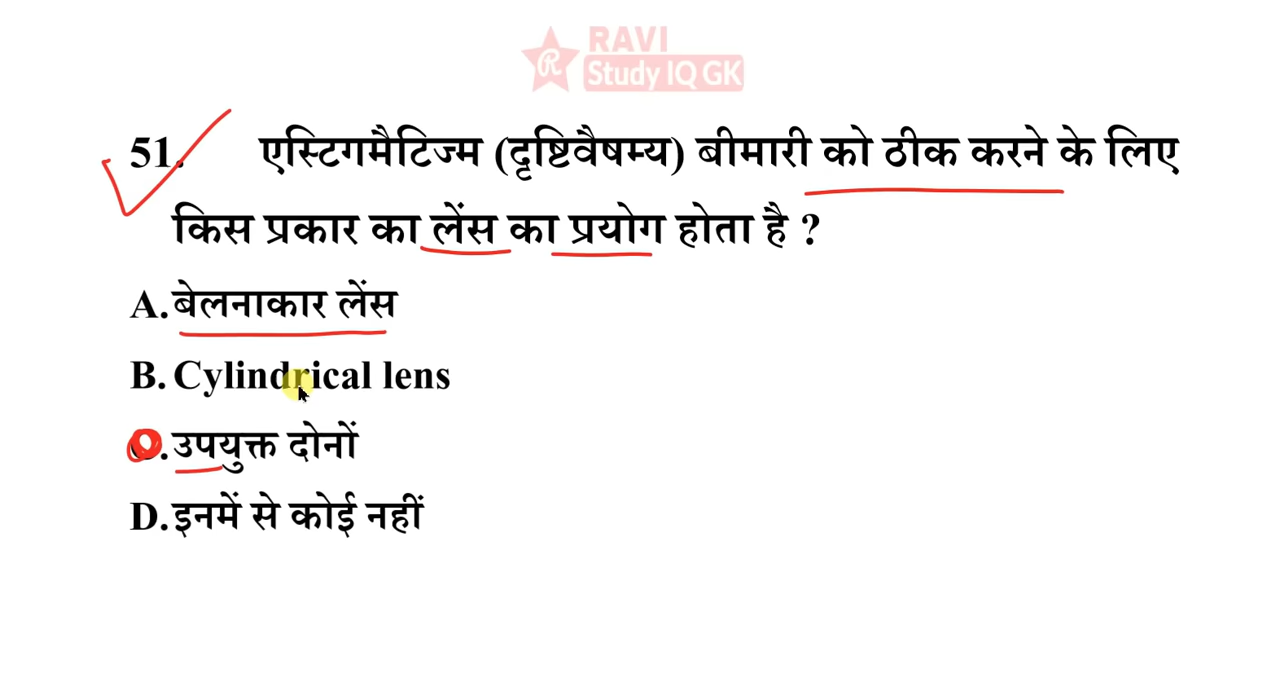 RAVI
Study IQ GK
51. एस्टिगमैटिज्म (दृष्टिवैषम्य) बीमारी को ठीक करने के लिए
किस प्रकार का लेंस का प्रयोग होता है ?
A. बेलनाकार लेंस
B. Cylindrical lens
C. उपयुक्त दोनों
D. इनमें से कोई नहीं